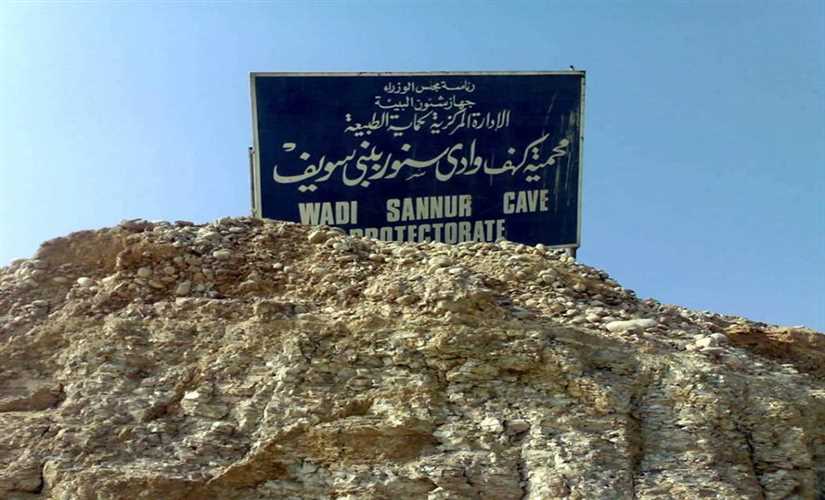 رئاسة مجلس الوزراء
جهاز شئون البيئة
الإدارة المركزية لحماية الطبيعة
محمية كهف وادى سنور ببنى سويف
WADI SANNUR CAVE
PROTECTORATE